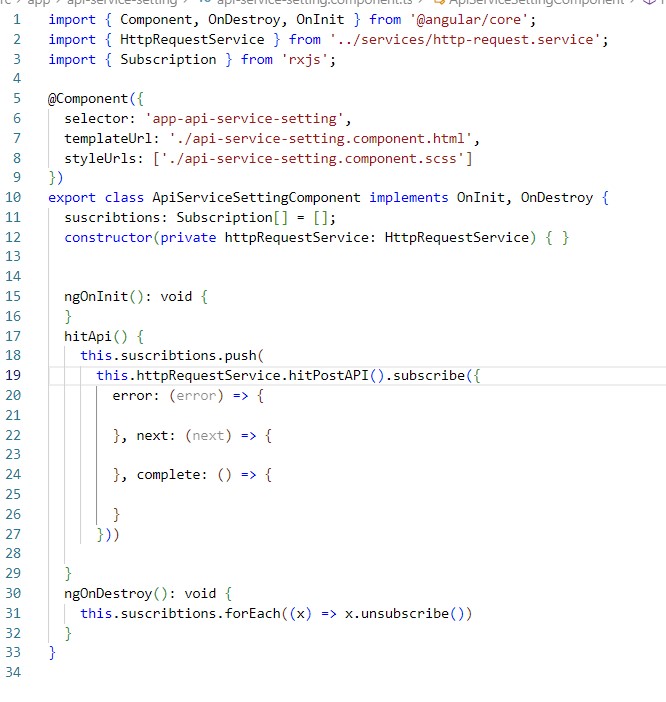 app > api-service-setting > api-service-setting.component.ts > ApiServiceSettingComponent >
1 import { Component, OnDestroy, OnInit } from '@angular/core';
2 import { HttpRequestService } from '../services/http-request.service';
3 import { Subscription } from 'rxjs';
4
5 @Component({
6   selector: 'app-api-service-setting',
7   templateUrl: './api-service-setting.component.html',
8   styleUrls: ['./api-service-setting.component.scss']
9 })
10 export class ApiServiceSettingComponent implements OnInit, OnDestroy {
11   suscribtions: Subscription[] = [];
12   constructor(private httpRequestService: HttpRequestService) { }
13
14
15   ngOnInit(): void {
16   }
17   hitApi() {
18     this.suscribtions.push(
19       this.httpRequestService.hitPostAPI().subscribe({
20         error: (error) => {
21
22         }, next: (next) => {
23
24         }, complete: () => {
25
26         }
27       }))
28
29   }
30   ngOnDestroy(): void {
31     this.suscribtions.forEach((x) => x.unsubscribe())
32   }
33 }
34